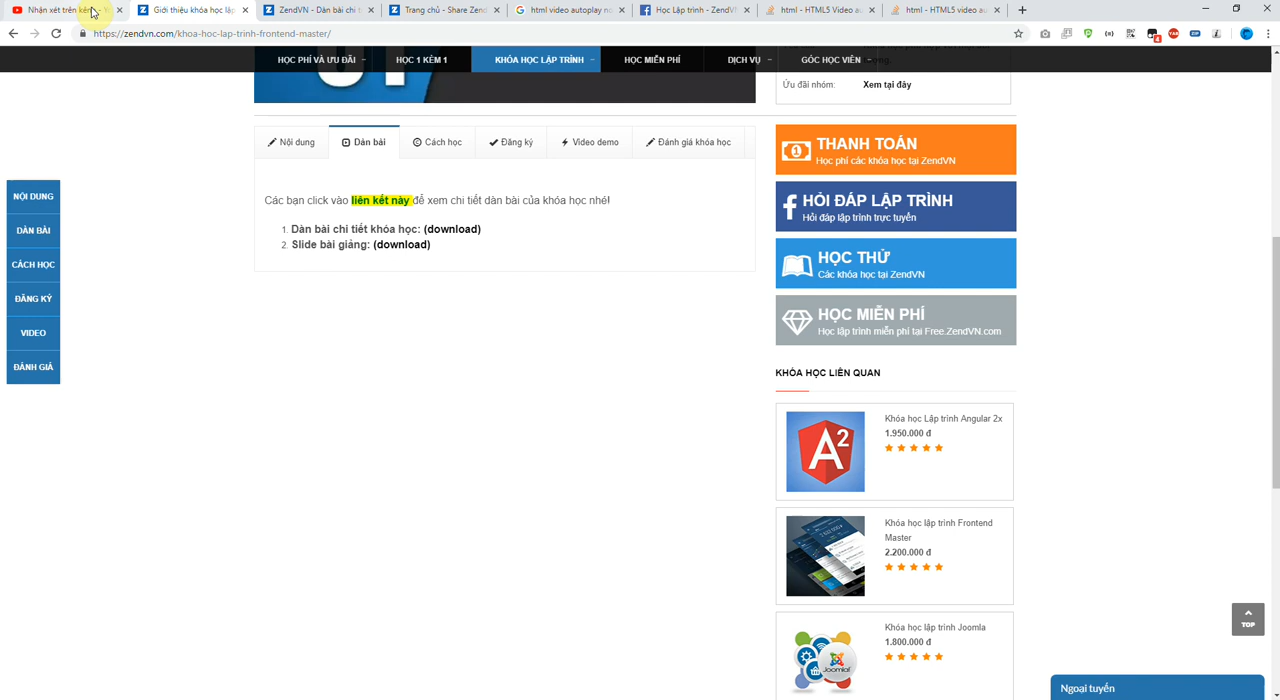 Nhận xét trên kênh
Giới thiệu khóa học lập
ZendVN - Dàn bài chi t
Trang chủ - Share Zend
html video autoplay no
Học Lập trình - ZendVN
html - HTML5 Video au
html - HTML5 video au
https://zendvn.com/khoa-hoc-lap-trinh-frontend-master/
HỌC PHÍ VÀ ƯU ĐÃI
HỌC 1 KÈM 1
KHÓA HỌC LẬP TRÌNH
HỌC MIỄN PHÍ
DỊCH VỤ
GÓC HỌC VIÊN
Ưu đãi nhóm: Xem tại đây
Nội dung
Dàn bài
Cách học
Đăng ký
Video demo
Đánh giá khóa học
Các bạn click vào liên kết này để xem chi tiết dàn bài của khóa học nhé!
1. Dàn bài chi tiết khóa học: (download)
2. Slide bài giảng: (download)
NỘI DUNG
DÀN BÀI
CÁCH HỌC
ĐĂNG KÝ
VIDEO
ĐÁNH GIÁ
THANH TOÁN
Học phí các khóa học tại ZendVN
HỎI ĐÁP LẬP TRÌNH
Hỏi đáp lập trình trực tuyến
HỌC THỬ
Các khóa học tại ZendVN
HỌC MIỄN PHÍ
Học lập trình miễn phí tại Free.ZendVN.com
KHÓA HỌC LIÊN QUAN
Khóa học Lập trình Angular 2x
1.950.000 đ
Khóa học lập trình Frontend
Master
2.200.000 đ
Khóa học lập trình Joomla
1.800.000 đ
Joomla!
TOP
Ngoại tuyến